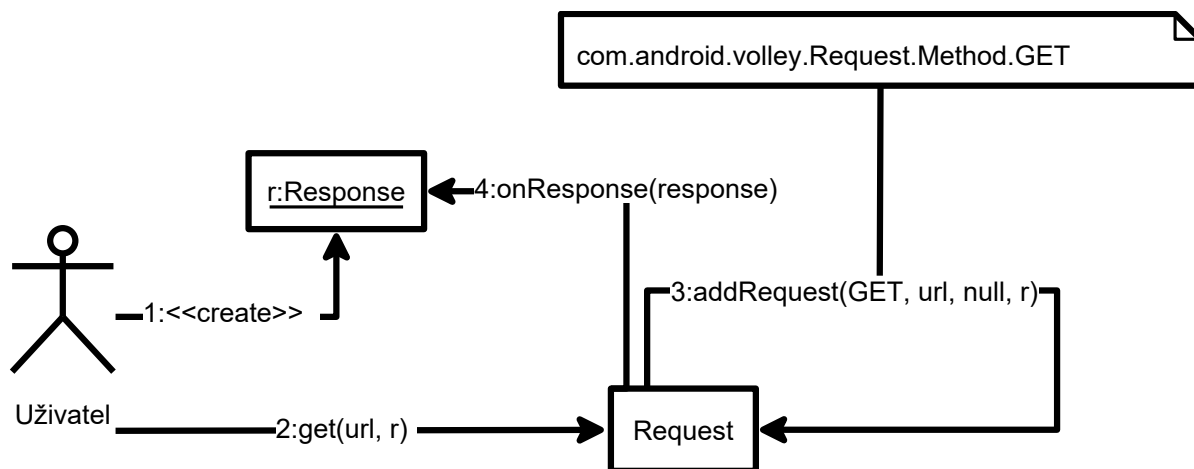 com.android.volley.Request.Method.GET
r:Response
4:onResponse(response)
3:addRequest(GET, url, null, r)
1:<<create>>
Uživatel
2:get(url, r)
Request